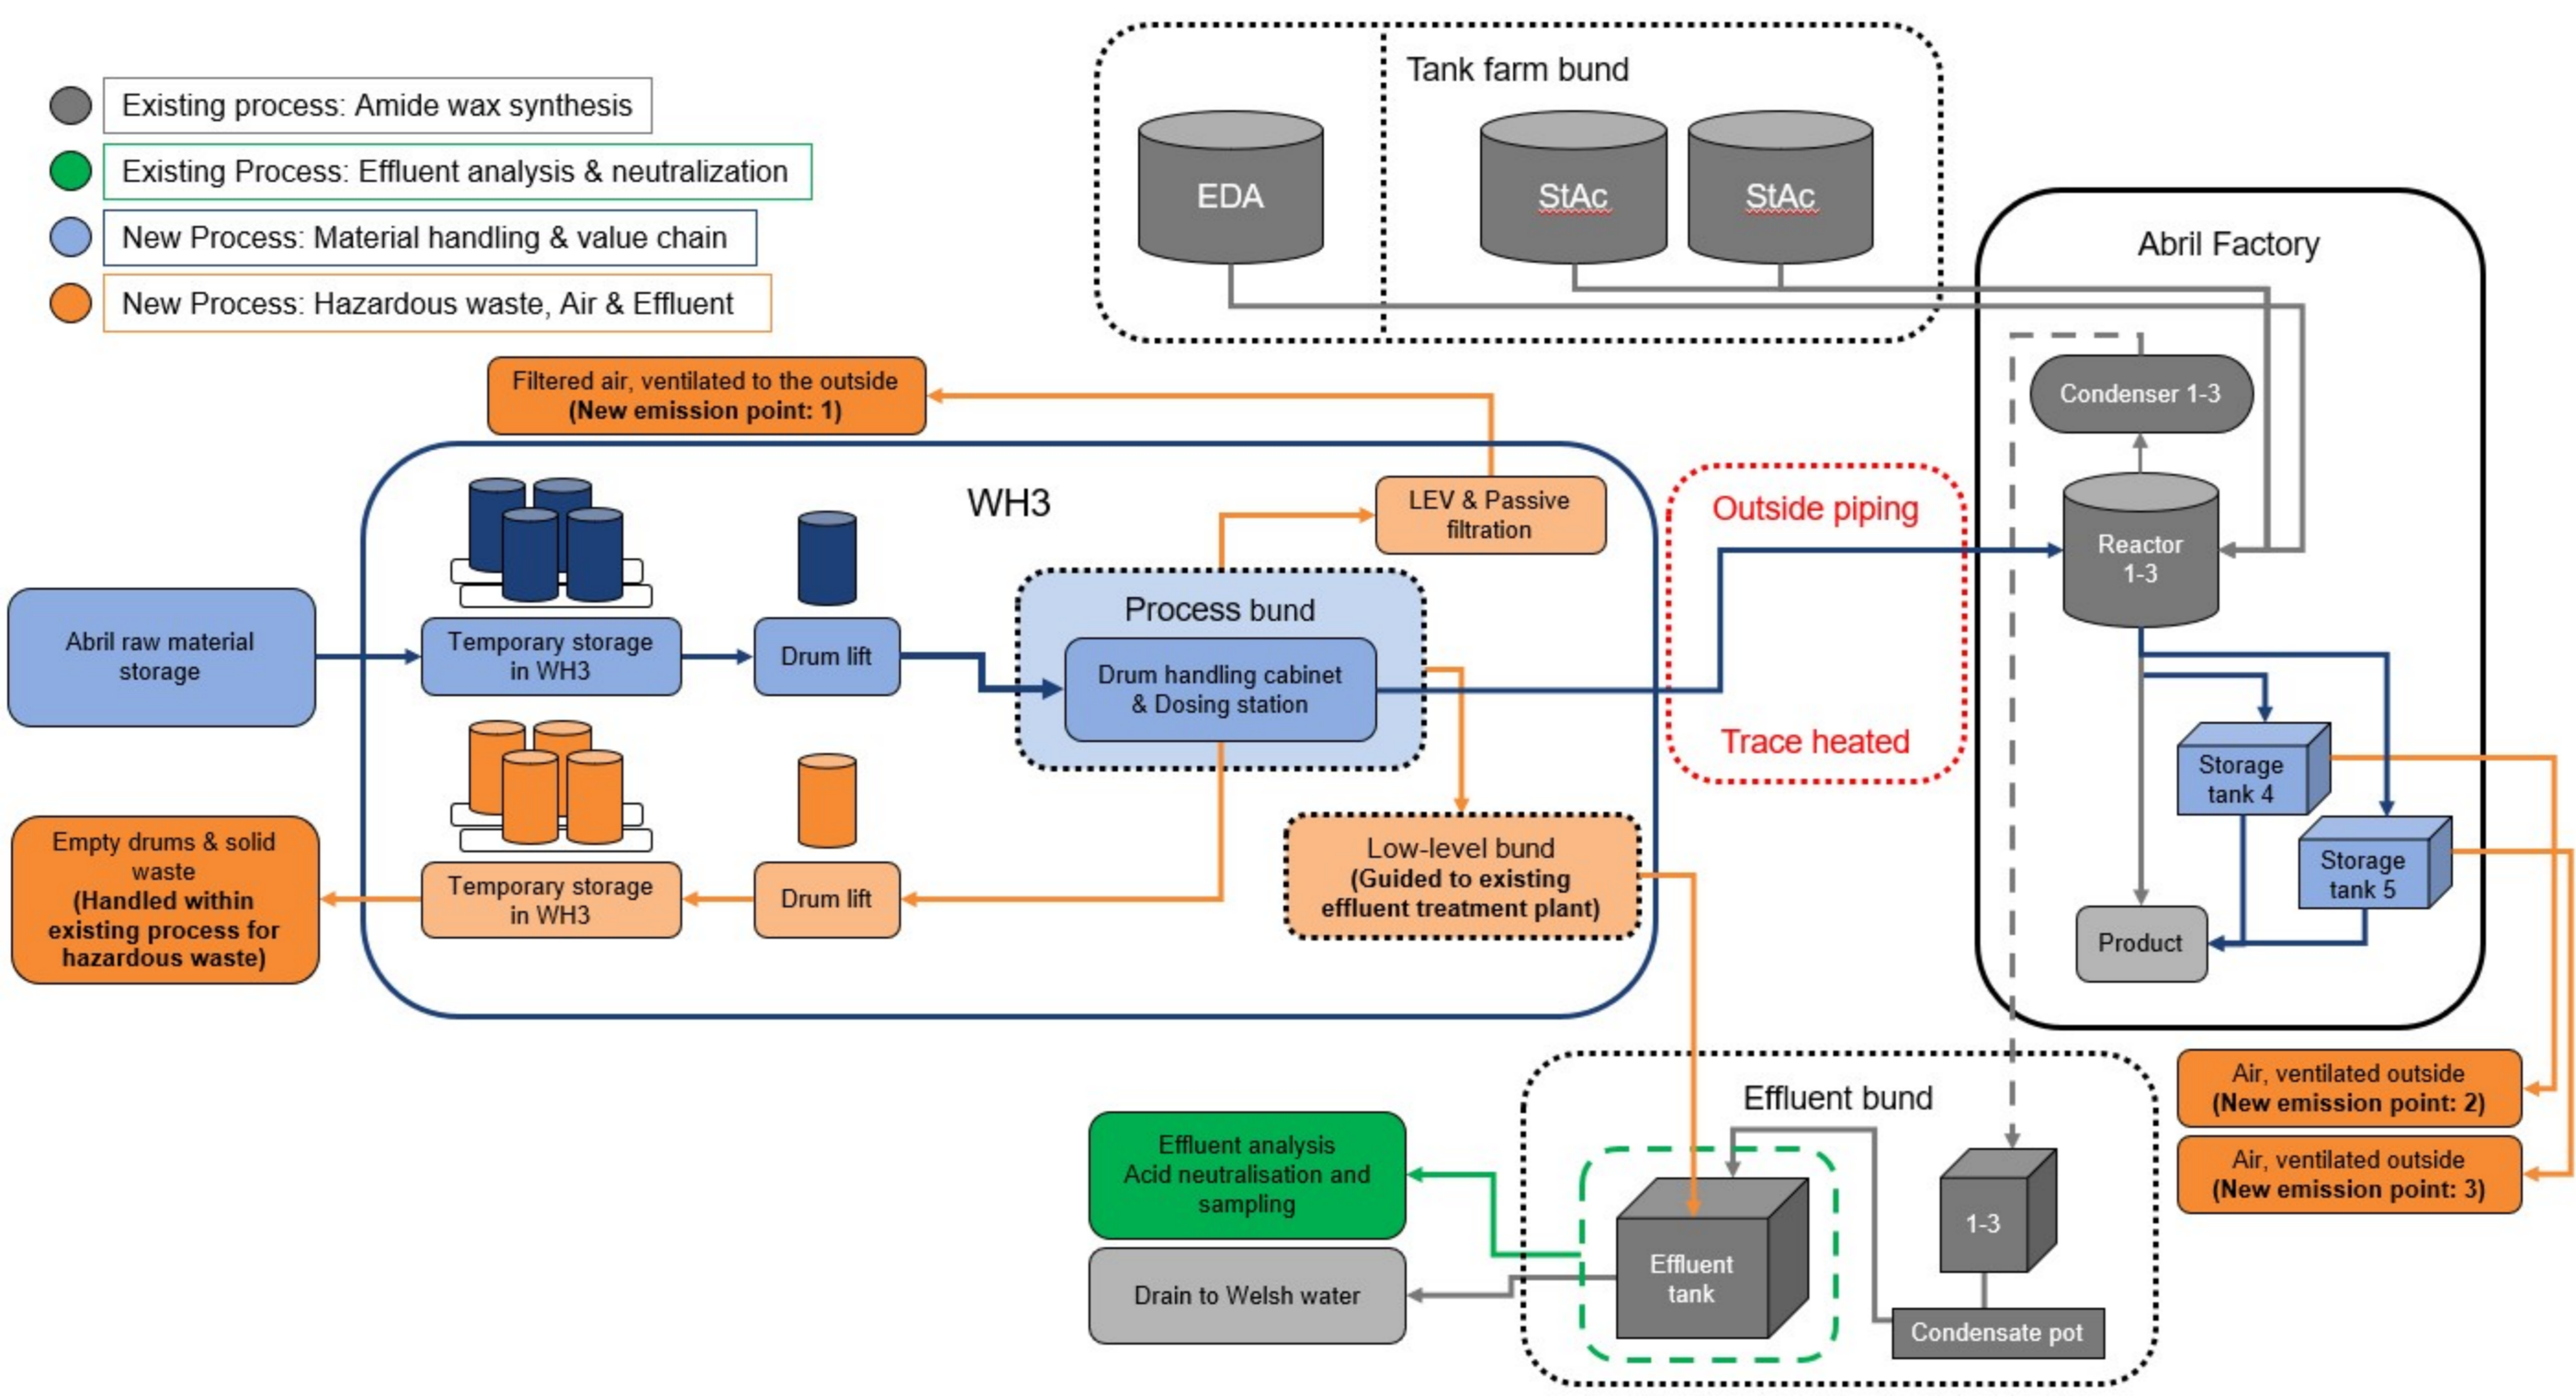 Existing process: Amide wax synthesis
Existing Process: Effluent analysis & neutralization
New Process: Material handling & value chain
New Process: Hazardous waste, Air & Effluent
Tank farm bund
EDA
StAc
StAc
Abril Factory
Condenser 1-3
Reactor
1-3
Storage
tank 4
Storage
tank 5
Product
Filtered air, ventilated to the outside
(New emission point: 1)
WH3
LEV & Passive
filtration
Outside piping
Trace heated
Process bund
Drum handling cabinet
& Dosing station
Abril raw material
storage
Temporary storage
in WH3
Drum lift
Empty drums & solid
waste
(Handled within
existing process for
hazardous waste)
Temporary storage
in WH3
Drum lift
Low-level bund
(Guided to existing
effluent treatment plant)
Air, ventilated outside
(New emission point: 2)
Air, ventilated outside
(New emission point: 3)
Effluent bund
Effluent analysis
Acid neutralisation and
sampling
Drain to Welsh water
Effluent
tank
1-3
Condensate pot